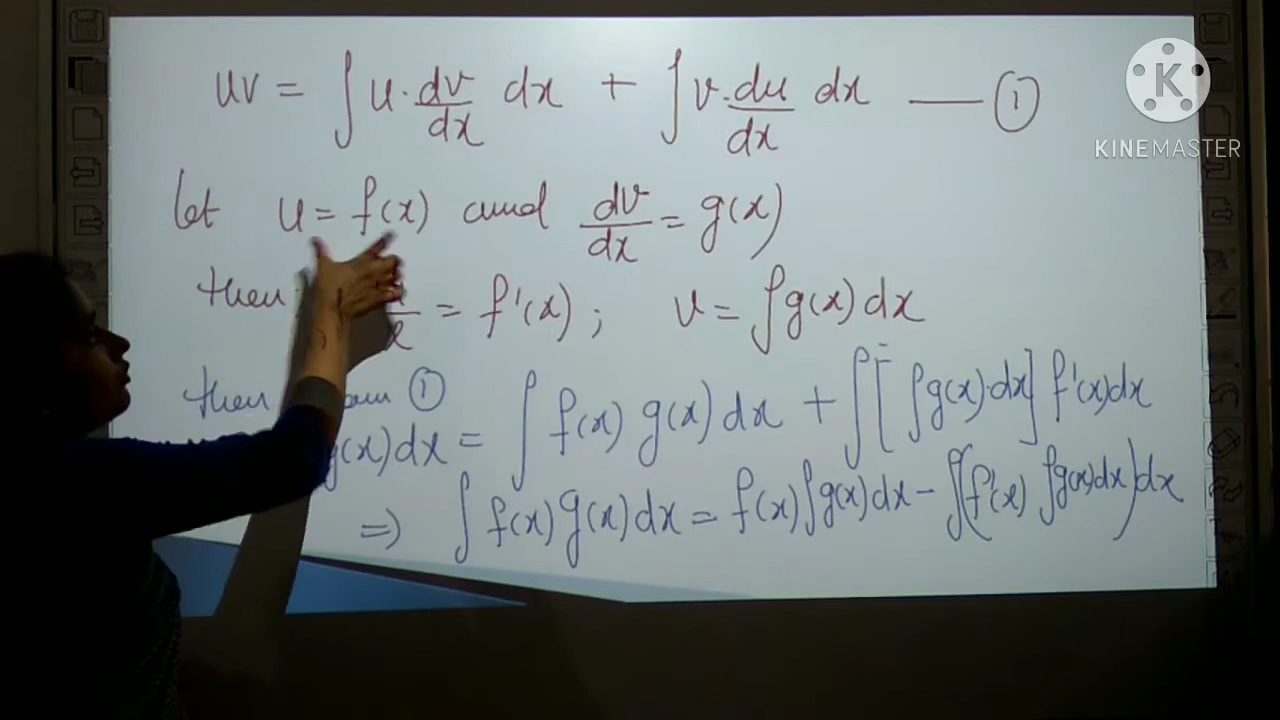 uv = ∫ u · dv/dx dx + ∫ v · du/dx dx — ①
let u = f(x) and dv/dx = g(x)
then = f'(x) ; v = ∫g(x) dx
then ①
g(x)dx = ∫ f(x) g(x) dx + ∫ [ ∫g(x)·dx] f'(x)dx
⇒ ∫ f(x) g(x) dx = f(x) ∫g(x) dx − ∫(f'(x) ∫g(x)dx)dx
K
KINEMASTER